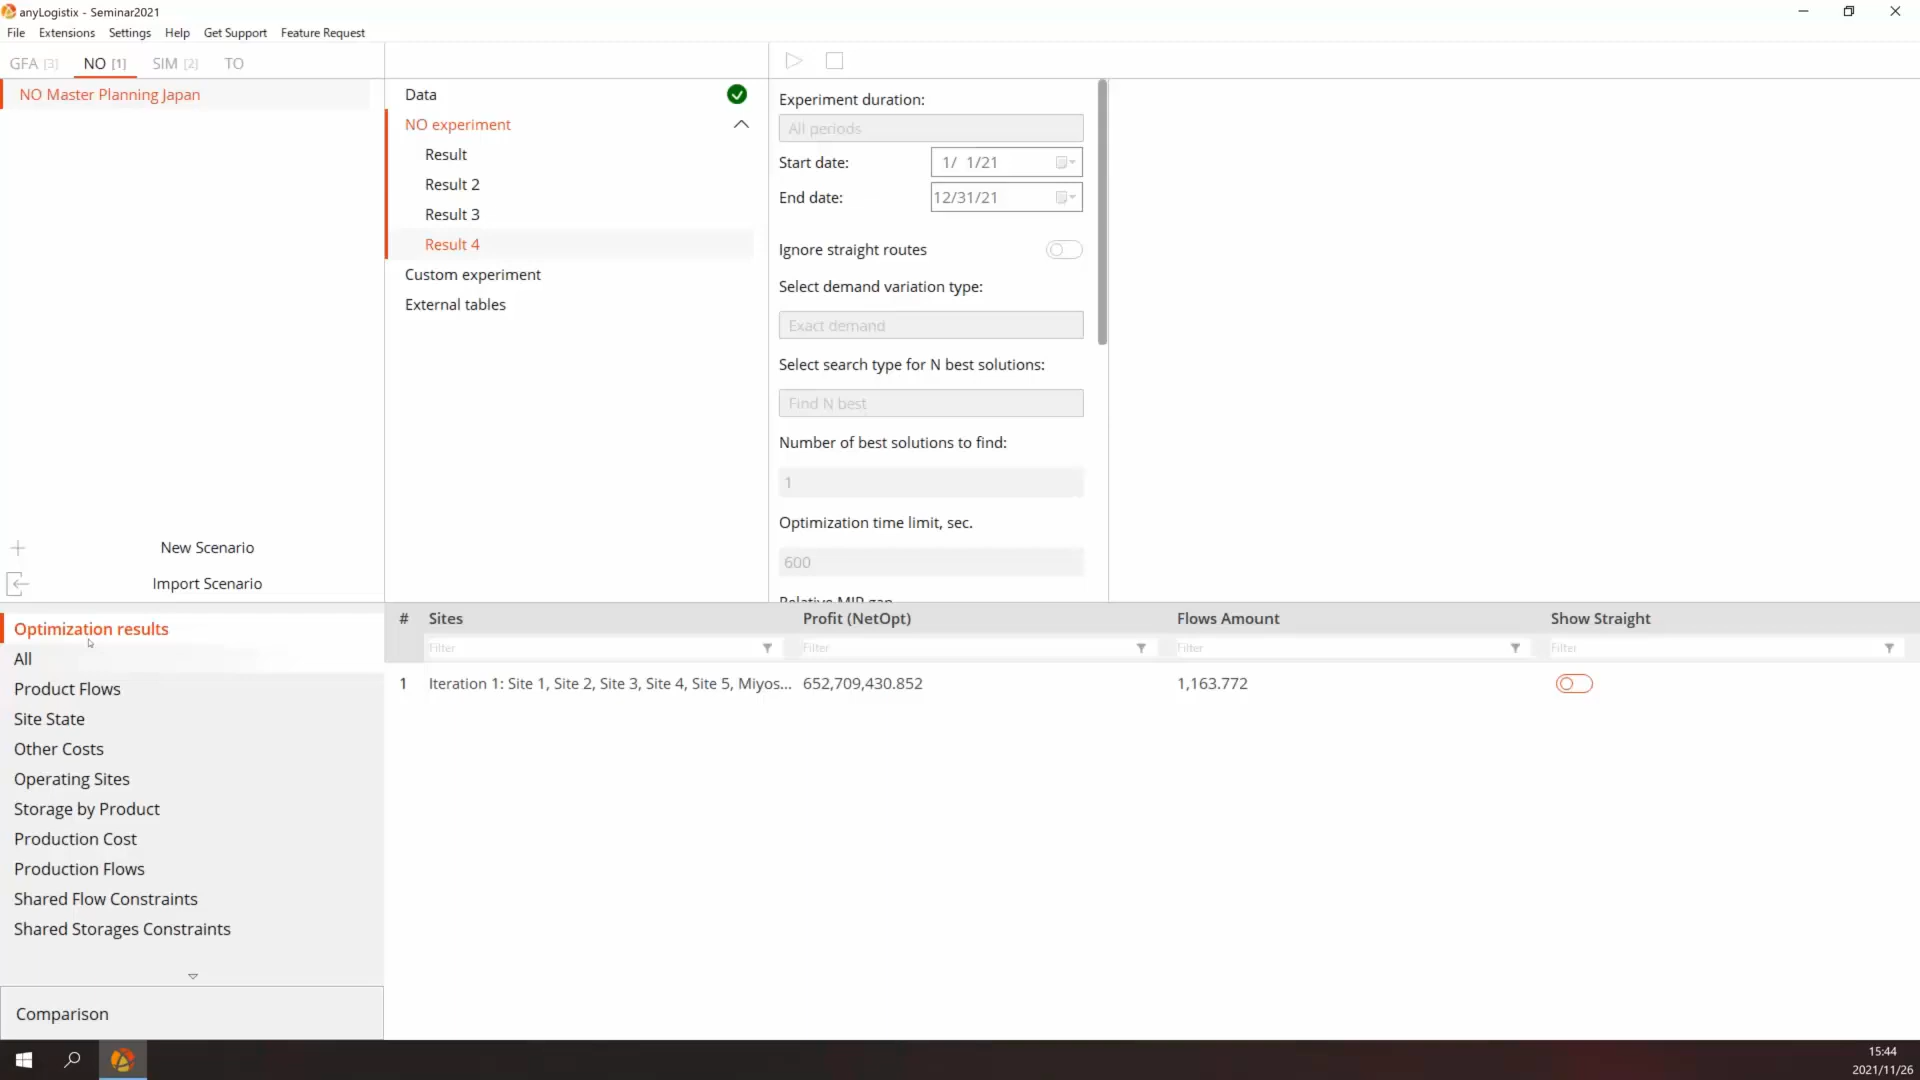 anyLogistix - Seminar2021
File Extensions Settings Help Get Support Feature Request
GFA [3] NO [1] SIM [2] TO
NO Master Planning Japan
New Scenario
Import Scenario
Data
NO experiment
Result
Result 2
Result 3
Result 4
Custom experiment
External tables
Experiment duration:
All periods
Start date: 1/ 1/21
End date: 12/31/21
Ignore straight routes
Select demand variation type:
Exact demand
Select search type for N best solutions:
Find N best
Number of best solutions to find:
1
Optimization time limit, sec.
600
Relative MIP gap
Optimization results
All
Product Flows
Site State
Other Costs
Operating Sites
Storage by Product
Production Cost
Production Flows
Shared Flow Constraints
Shared Storages Constraints
Comparison
# Sites Profit (NetOpt) Flows Amount Show Straight
Filter Filter Filter Filter
1 Iteration 1: Site 1, Site 2, Site 3, Site 4, Site 5, Miyos... 652,709,430.852 1,163.772
15:44
2021/11/26